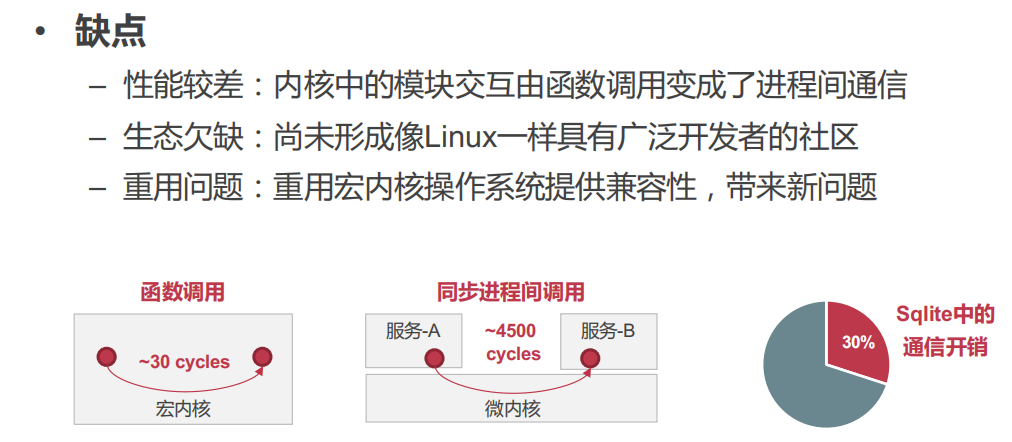 • 缺点
– 性能较差：内核中的模块交互由函数调用变成了进程间通信
– 生态欠缺：尚未形成像Linux一样具有广泛开发者的社区
– 重用问题：重用宏内核操作系统提供兼容性，带来新问题
函数调用
~30 cycles
宏内核
同步进程间调用
服务-A
~4500
cycles
服务-B
微内核
30%
Sqlite中的
通信开销